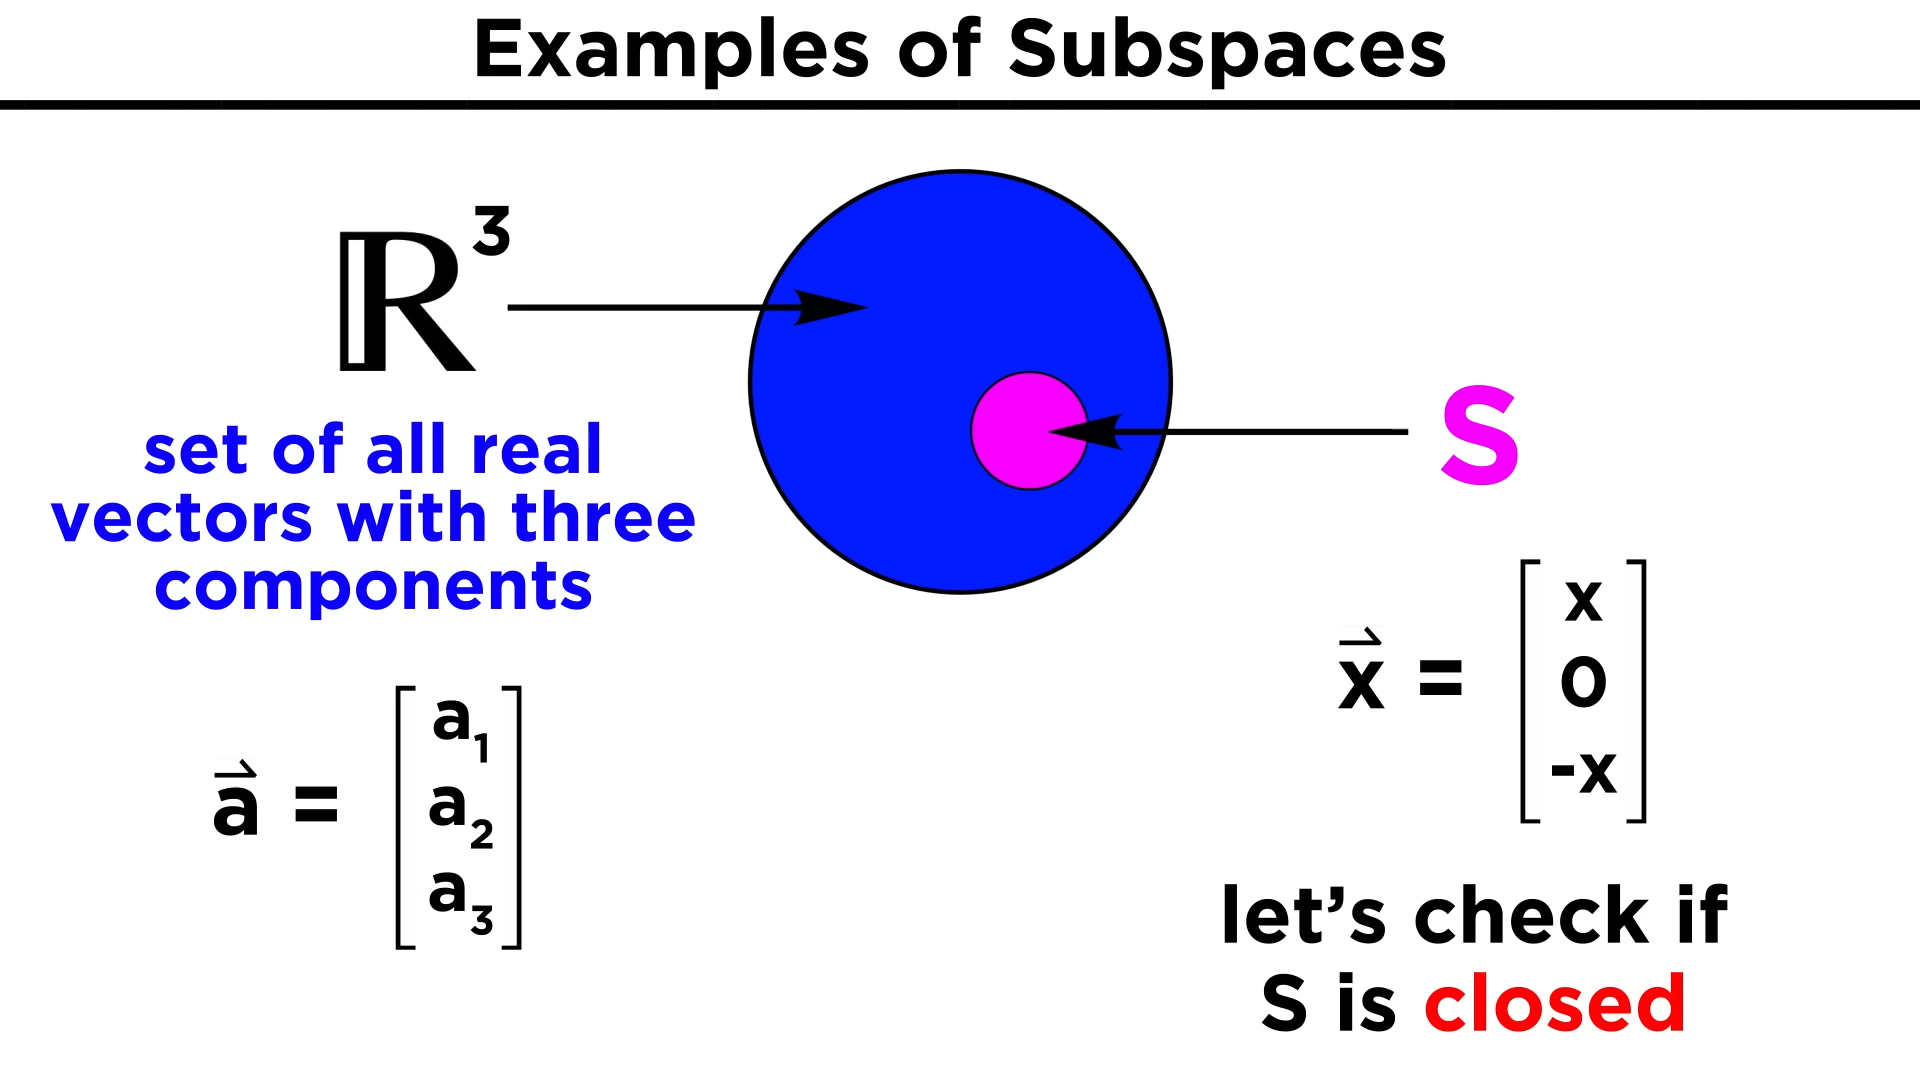 Examples of Subspaces
ℝ³
set of all real
vectors with three
components
S
a⃗ = [a₁
a₂
a₃]
x⃗ = [x
0
-x]
let’s check if
S is closed